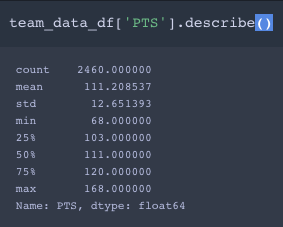 team_data_df['PTS'].describe()
count 2460.000000
mean 111.208537
std 12.651393
min 68.000000
25% 103.000000
50% 111.000000
75% 120.000000
max 168.000000
Name: PTS, dtype: float64